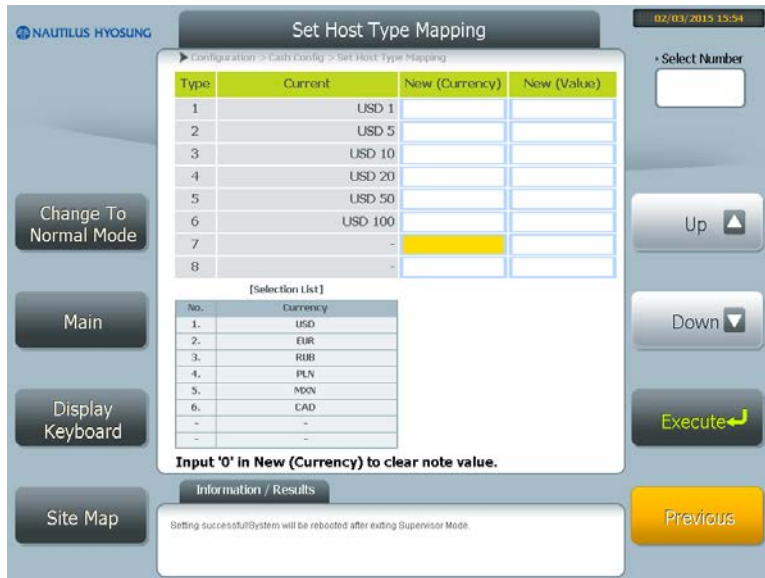 NAUTILUS HYOSUNG
Set Host Type Mapping
02/03/2015 15:54
Configuration > Cash Config > Set Host Type Mapping
Select Number
Type Current New (Currency) New (Value)
1 USD 1
2 USD 5
3 USD 10
4 USD 20
5 USD 50
6 USD 100
7 -
8 -
Change To
Normal Mode
Up
[Selection List]
No. Currency
1. USD
2. EUR
3. RUB
4. PLN
5. MXN
6. CAD
- -
- -
Main
Down
Display
Keyboard
Execute
Input '0' in New (Currency) to clear note value.
Information / Results
Setting successful!System will be rebooted after exiting Supervisor Mode.
Site Map
Previous